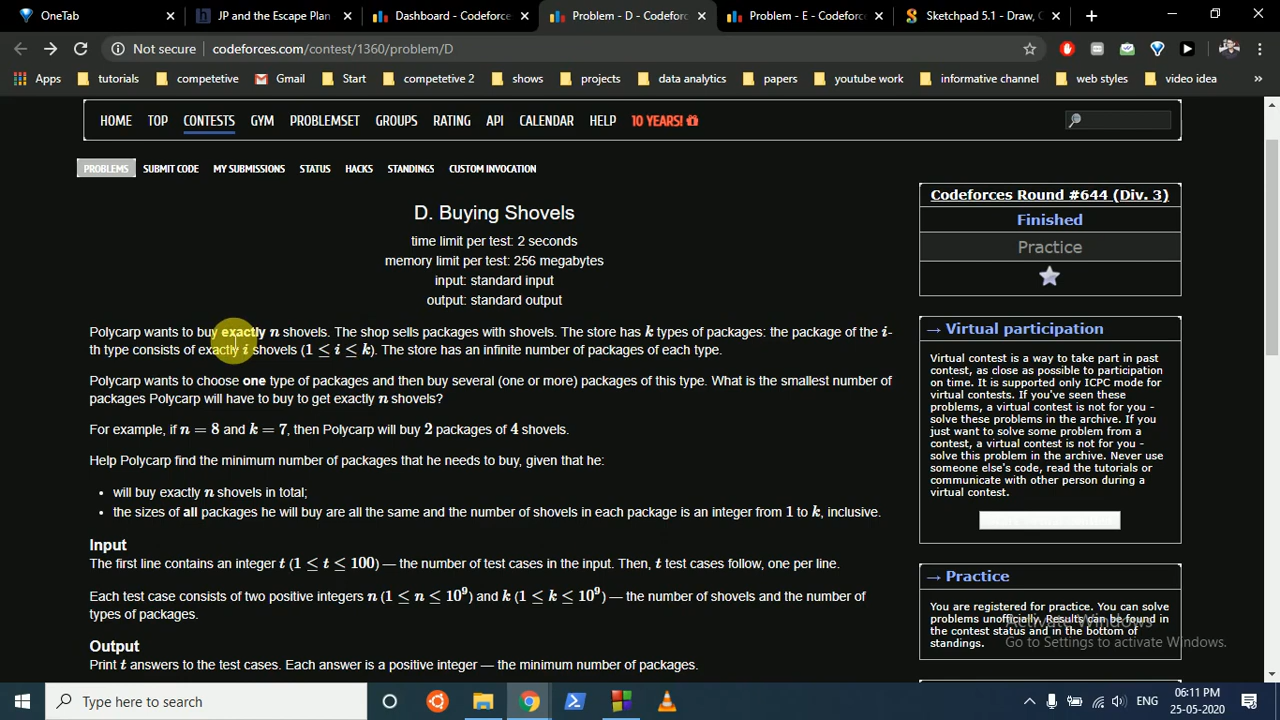 OneTab
JP and the Escape Plan
Dashboard - Codeforce
Problem - D - Codefor
Problem - E - Codeforc
Sketchpad 5.1 - Draw, C
Not secure
codeforces.com/contest/1360/problem/D
Apps
tutorials
competetive
Gmail
Start
competetive 2
shows
projects
data analytics
papers
youtube work
informative channel
web styles
video idea
»
HOME TOP CONTESTS GYM PROBLEMSET GROUPS RATING API CALENDAR HELP 10 YEARS!
PROBLEMS SUBMIT CODE MY SUBMISSIONS STATUS HACKS STANDINGS CUSTOM INVOCATION
D. Buying Shovels
time limit per test: 2 seconds
memory limit per test: 256 megabytes
input: standard input
output: standard output
Polycarp wants to buy exactly n shovels. The shop sells packages with shovels. The store has k types of packages: the package of the i-
th type consists of exactly i shovels (1 ≤ i ≤ k). The store has an infinite number of packages of each type.
Polycarp wants to choose one type of packages and then buy several (one or more) packages of this type. What is the smallest number of
packages Polycarp will have to buy to get exactly n shovels?
For example, if n = 8 and k = 7, then Polycarp will buy 2 packages of 4 shovels.
Help Polycarp find the minimum number of packages that he needs to buy, given that he:
• will buy exactly n shovels in total;
• the sizes of all packages he will buy are all the same and the number of shovels in each package is an integer from 1 to k, inclusive.
Input
The first line contains an integer t (1 ≤ t ≤ 100) — the number of test cases in the input. Then, t test cases follow, one per line.
Each test case consists of two positive integers n (1 ≤ n ≤ 10⁹) and k (1 ≤ k ≤ 10⁹) — the number of shovels and the number of
types of packages.
Output
Print t answers to the test cases. Each answer is a positive integer — the minimum number of packages.
Codeforces Round #644 (Div. 3)
Finished
Practice
→ Virtual participation
Virtual contest is a way to take part in past
contest, as close as possible to participation
on time. It is supported only ICPC mode for
virtual contests. If you've seen these
problems, a virtual contest is not for you -
solve these problems in the archive. If you
just want to solve some problem from a
contest, a virtual contest is not for you -
solve this problem in the archive. Never use
someone else's code, read the tutorials or
communicate with other person during a
virtual contest.
→ Practice
You are registered for practice. You can solve
problems unofficially. Results can be found in
the contest status and in the bottom of
standings.
Activate Windows
Go to Settings to activate Windows.
Type here to search
ENG
06:11 PM
25-05-2020